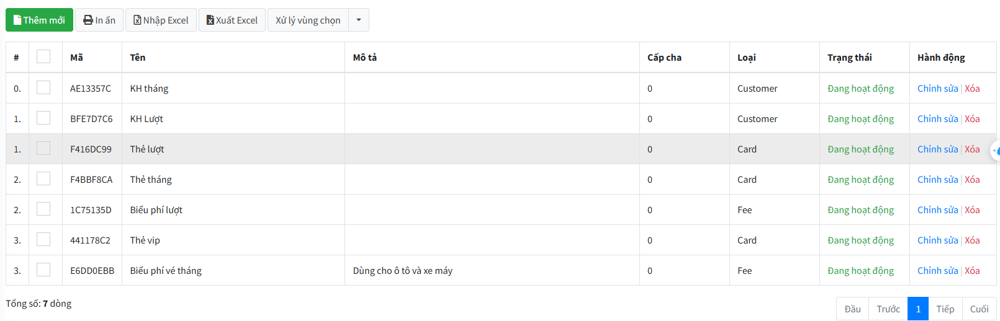 Thêm mới In ấn Nhập Excel Xuất Excel Xử lý vùng chọn
# Mã Tên Mô tả Cấp cha Loại Trạng thái Hành động
0. AE13357C KH tháng 0 Customer Đang hoạt động Chỉnh sửa | Xóa
1. BFE7D7C6 KH Lượt 0 Customer Đang hoạt động Chỉnh sửa | Xóa
1. F416DC99 Thẻ lượt 0 Card Đang hoạt động Chỉnh sửa | Xóa
2. F4BBF8CA Thẻ tháng 0 Card Đang hoạt động Chỉnh sửa | Xóa
2. 1C75135D Biểu phí lượt 0 Fee Đang hoạt động Chỉnh sửa | Xóa
3. 441178C2 Thẻ vip 0 Card Đang hoạt động Chỉnh sửa | Xóa
3. E6DD0EBB Biểu phí vé tháng Dùng cho ô tô và xe máy 0 Fee Đang hoạt động Chỉnh sửa | Xóa
Tổng số: 7 dòng Đầu Trước 1 Tiếp Cuối